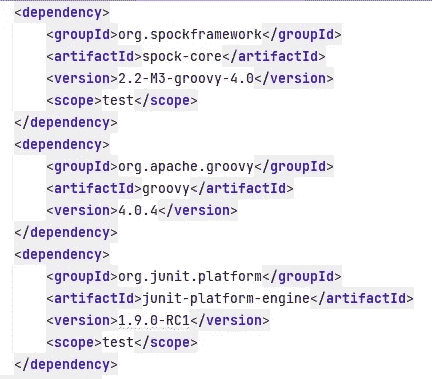 <dependency>
    <groupId>org.spockframework</groupId>
    <artifactId>spock-core</artifactId>
    <version>2.2-M3-groovy-4.0</version>
    <scope>test</scope>
</dependency>
<dependency>
    <groupId>org.apache.groovy</groupId>
    <artifactId>groovy</artifactId>
    <version>4.0.4</version>
</dependency>
<dependency>
    <groupId>org.junit.platform</groupId>
    <artifactId>junit-platform-engine</artifactId>
    <version>1.9.0-RC1</version>
    <scope>test</scope>
</dependency>